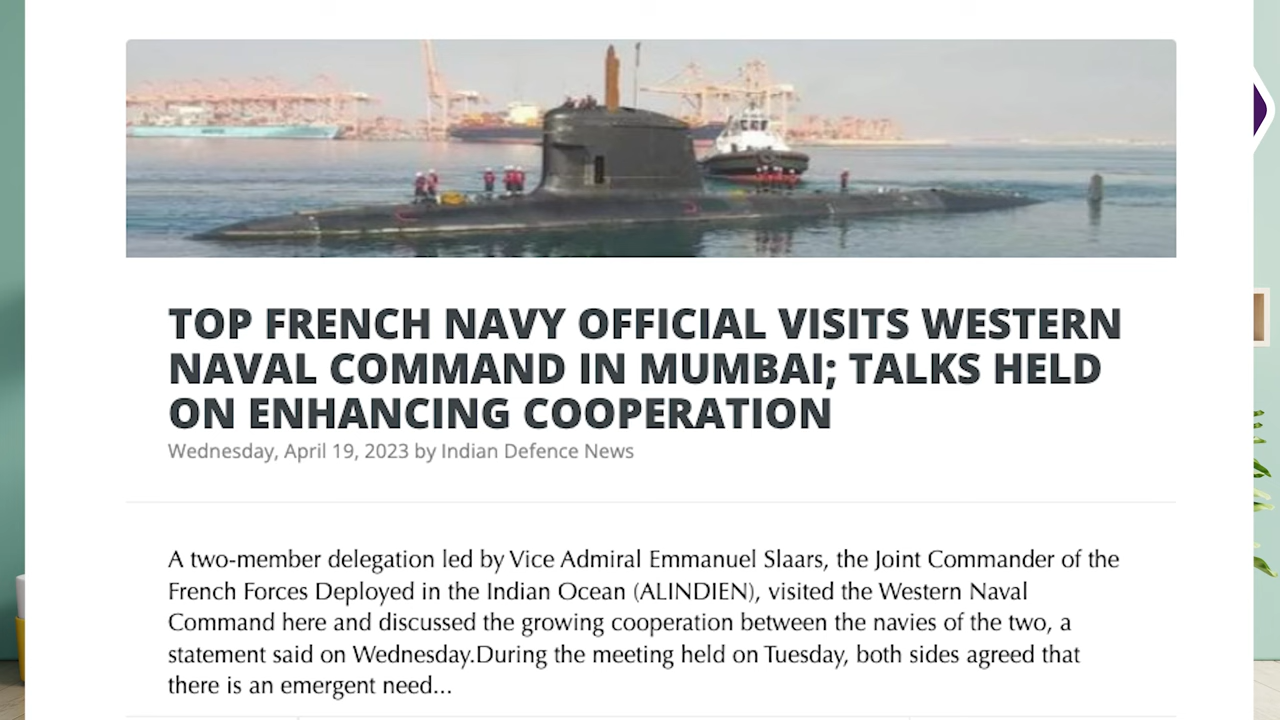 TOP FRENCH NAVY OFFICIAL VISITS WESTERN
NAVAL COMMAND IN MUMBAI; TALKS HELD
ON ENHANCING COOPERATION
Wednesday, April 19, 2023 by Indian Defence News
A two-member delegation led by Vice Admiral Emmanuel Slaars, the Joint Commander of the
French Forces Deployed in the Indian Ocean (ALINDIEN), visited the Western Naval
Command here and discussed the growing cooperation between the navies of the two, a
statement said on Wednesday.During the meeting held on Tuesday, both sides agreed that
there is an emergent need...